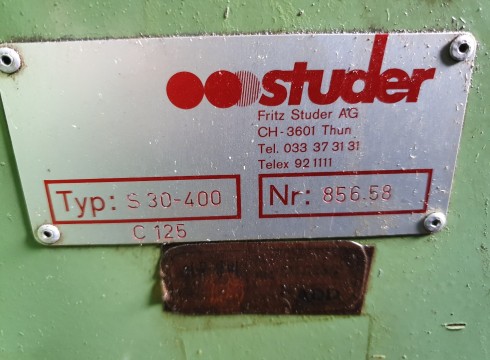 studer
Fritz Studer AG
CH-3601 Thun
Tel. 033 37 31 31
Telex 92 1111
Typ: S 30-400 Nr: 856.58
C 125